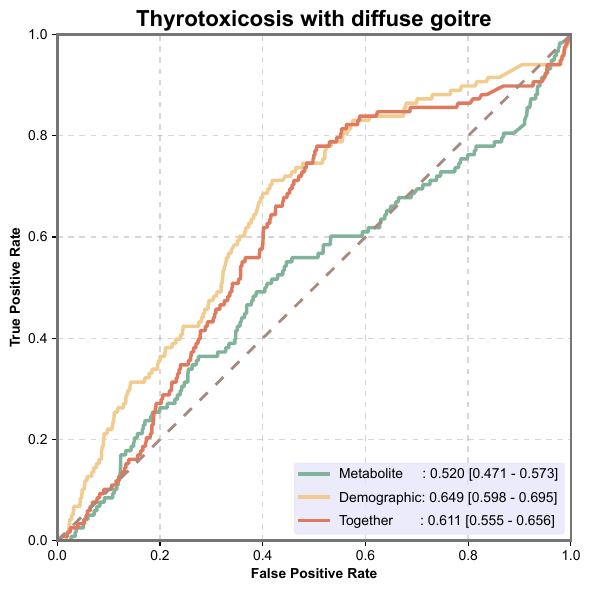 Thyrotoxicosis with diffuse goitre
1.0
0.8
0.6
0.4
0.2
0.0
True Positive Rate
Metabolite : 0.520 [0.471 - 0.573]
Demographic: 0.649 [0.598 - 0.695]
Together : 0.611 [0.555 - 0.656]
0.0 0.2 0.4 0.6 0.8 1.0
False Positive Rate